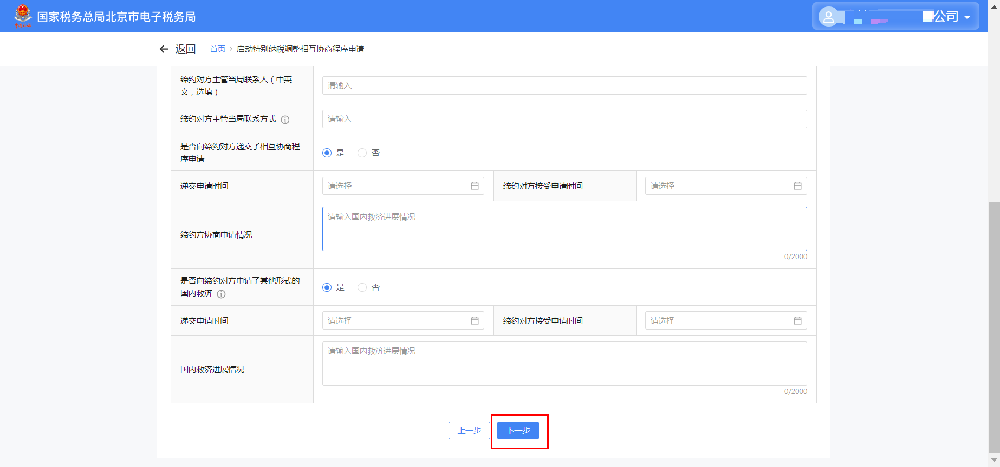 国家税务总局北京市电子税务局
公司
返回 首页 > 启动特别纳税调整相互协商程序申请
缔约对方主管当局联系人（中英
文，选填）
请输入
缔约对方主管当局联系方式
请输入
是否向缔约对方递交了相互协商程
序申请
是 否
递交申请时间
请选择
缔约对方接受申请时间
请选择
缔约方协商申请情况
请输入国内救济进展情况
0/2000
是否向缔约对方申请了其他形式的
国内救济
是 否
递交申请时间
请选择
缔约对方接受申请时间
请选择
国内救济进展情况
请输入国内救济进展情况
0/2000
上一步 下一步